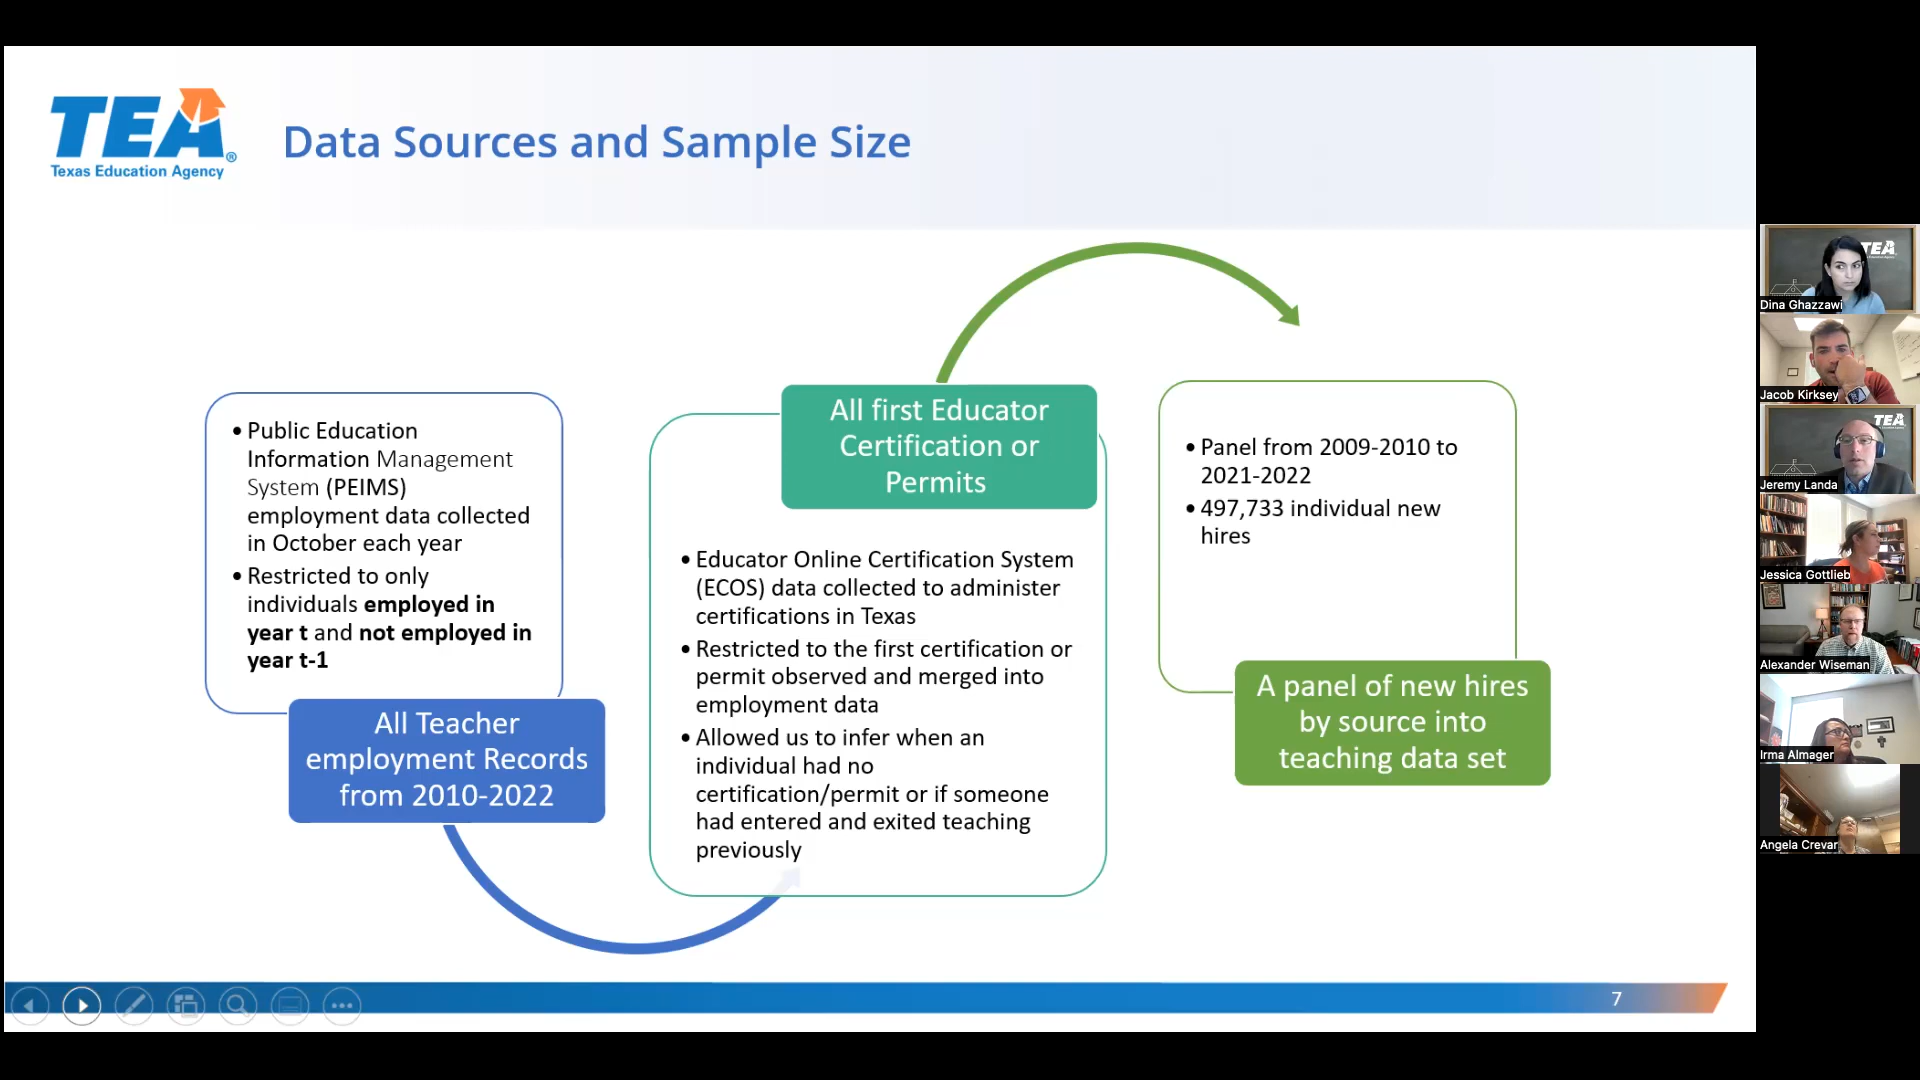 TEA®
Texas Education Agency
Data Sources and Sample Size
• Public Education
Information Management
System (PEIMS)
employment data collected
in October each year
• Restricted to only
individuals employed in
year t and not employed in
year t-1
All Teacher
employment Records
from 2010-2022
All first Educator
Certification or
Permits
• Educator Online Certification System
(ECOS) data collected to administer
certifications in Texas
• Restricted to the first certification or
permit observed and merged into
employment data
• Allowed us to infer when an
individual had no
certification/permit or if someone
had entered and exited teaching
previously
• Panel from 2009-2010 to
2021-2022
• 497,733 individual new
hires
A panel of new hires
by source into
teaching data set
7
TEA
Dina Ghazzawi
Jacob Kirksey
TEA
Jeremy Landa
Jessica Gottlieb
Alexander Wiseman
Irma Almager
Angela Crevar